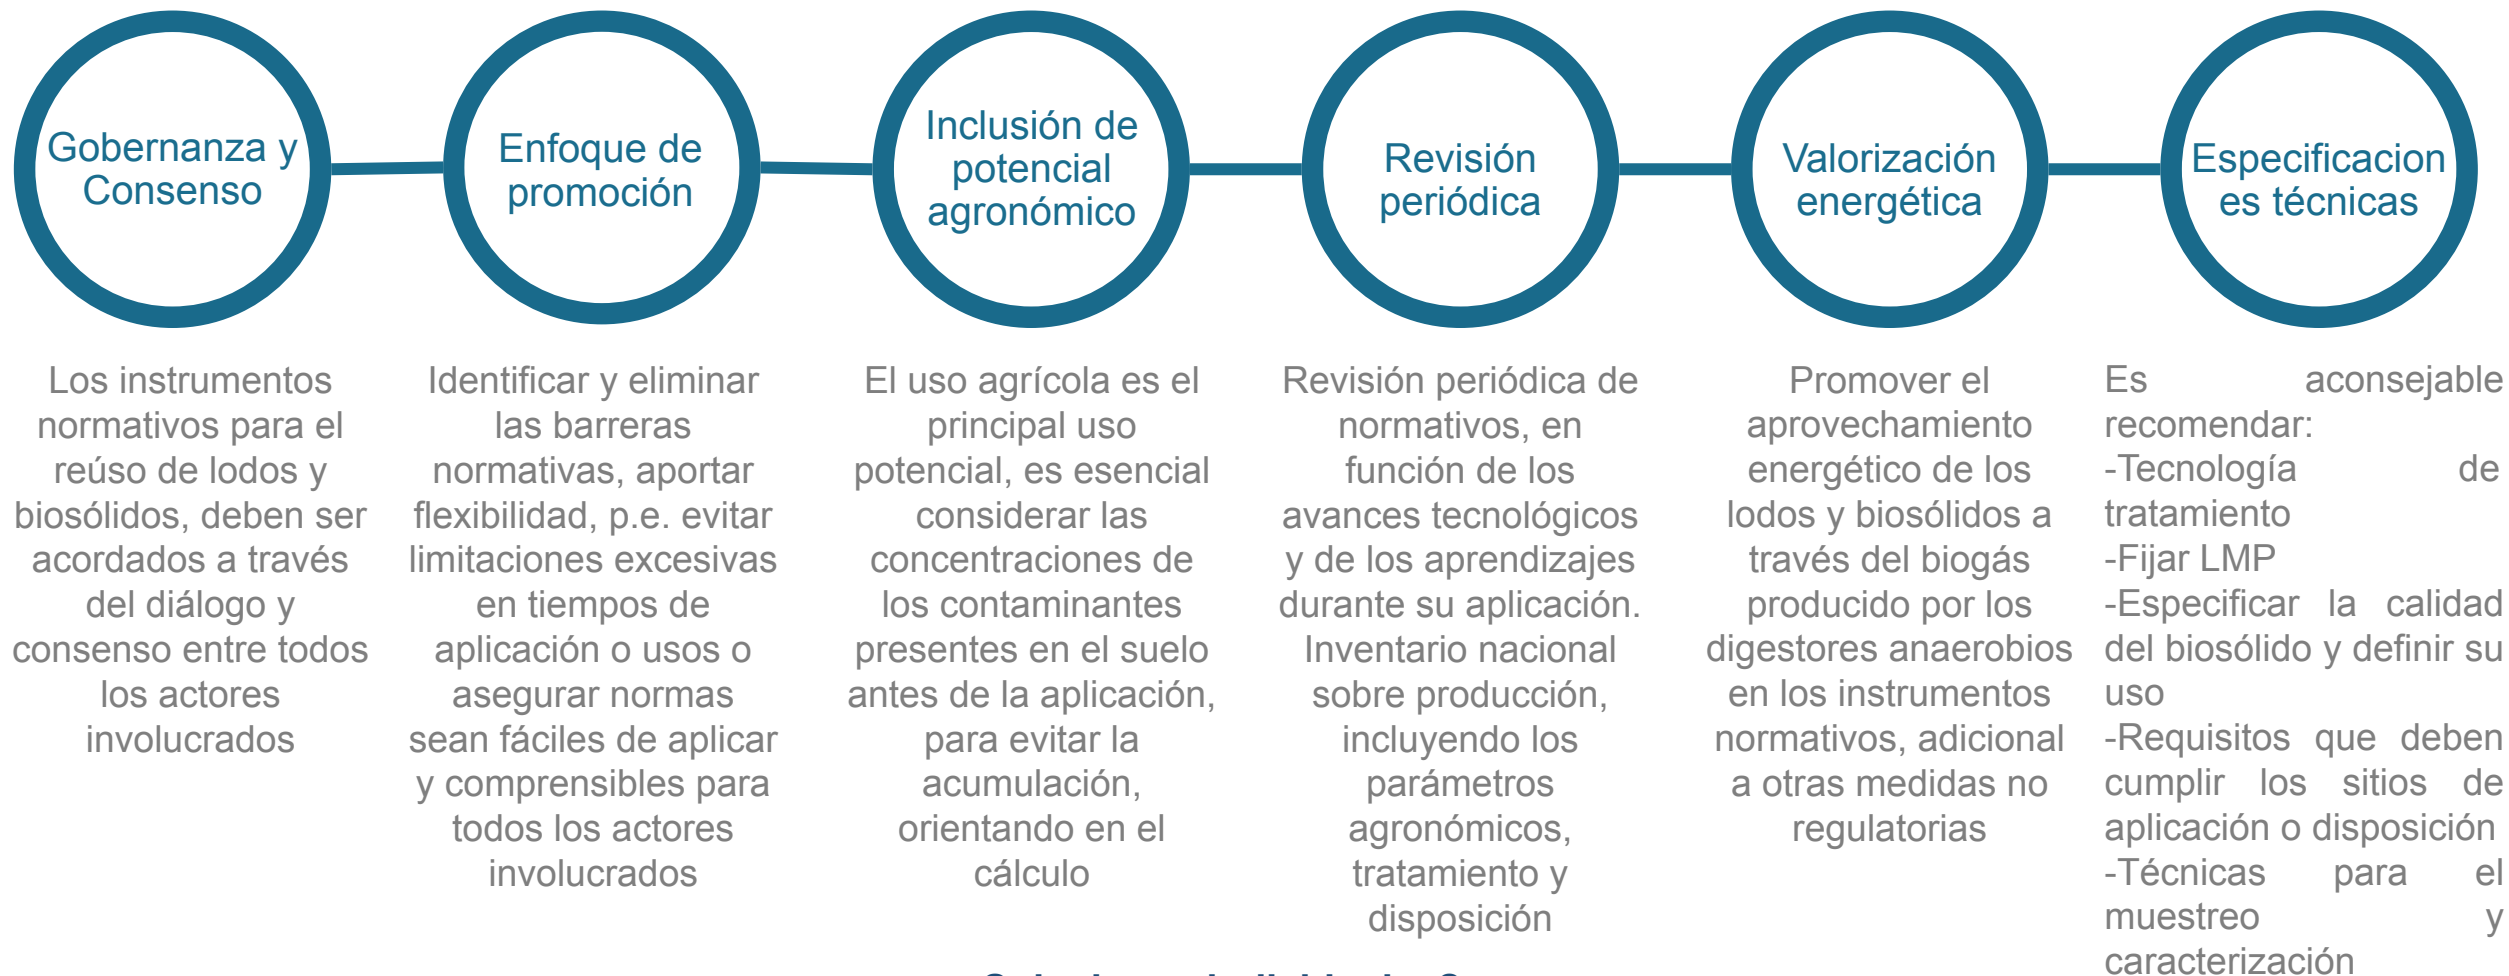 Gobernanza y
Consenso
Enfoque de
promoción
Inclusión de
potencial
agronómico
Revisión
periódica
Valorización
energética
Especificacion
es técnicas
Los instrumentos
normativos para el
reúso de lodos y
biosólidos, deben ser
acordados a través
del diálogo y
consenso entre todos
los actores
involucrados
Identificar y eliminar
las barreras
normativas, aportar
flexibilidad, p.e. evitar
limitaciones excesivas
en tiempos de
aplicación o usos o
asegurar normas
sean fáciles de aplicar
y comprensibles para
todos los actores
involucrados
El uso agrícola es el
principal uso
potencial, es esencial
considerar las
concentraciones de
los contaminantes
presentes en el suelo
antes de la aplicación,
para evitar la
acumulación,
orientando en el
cálculo
Revisión periódica de
normativos, en
función de los
avances tecnológicos
y de los aprendizajes
durante su aplicación.
Inventario nacional
sobre producción,
incluyendo los
parámetros
agronómicos,
tratamiento y
disposición
Promover el
aprovechamiento
energético de los
lodos y biosólidos a
través del biogás
producido por los
digestores anaerobios
en los instrumentos
normativos, adicional
a otras medidas no
regulatorias
Es aconsejable
recomendar:
-Tecnología de
tratamiento
-Fijar LMP
-Especificar la calidad
del biosólido y definir su
uso
-Requisitos que deben
cumplir los sitios de
aplicación o disposición
-Técnicas para el
muestreo y
caracterización